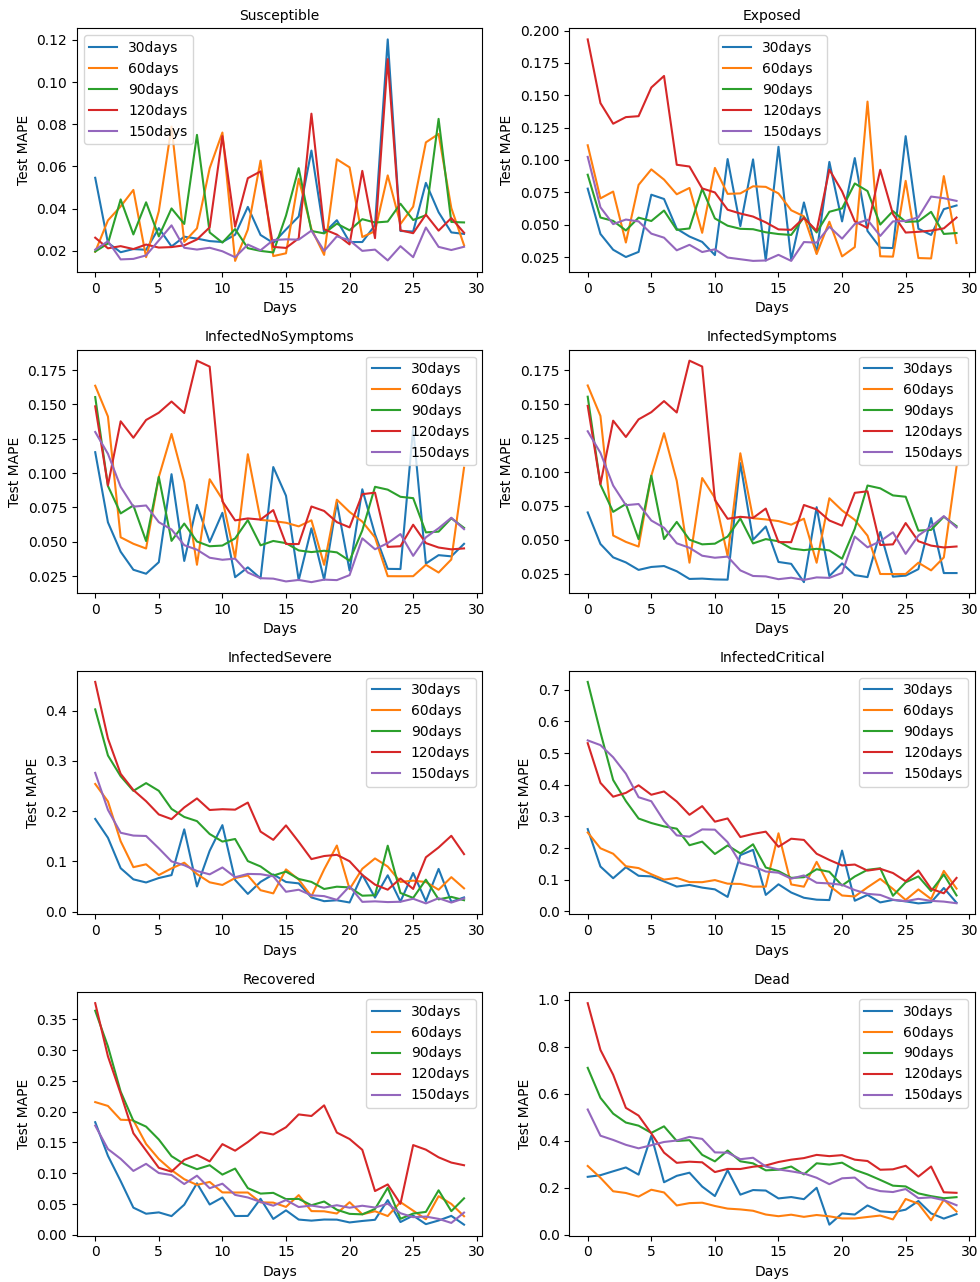 Susceptible
Test MAPE
0.12
0.10
0.08
0.06
0.04
0.02
30days
60days
90days
120days
150days
0 5 10 15 20 25 30
Days
Exposed
Test MAPE
0.200
0.175
0.150
0.125
0.100
0.075
0.050
0.025
30days
60days
90days
120days
150days
0 5 10 15 20 25 30
Days
InfectedNoSymptoms
Test MAPE
0.175
0.150
0.125
0.100
0.075
0.050
0.025
30days
60days
90days
120days
150days
0 5 10 15 20 25 30
Days
InfectedSymptoms
Test MAPE
0.175
0.150
0.125
0.100
0.075
0.050
0.025
30days
60days
90days
120days
150days
0 5 10 15 20 25 30
Days
InfectedSevere
Test MAPE
0.4
0.3
0.2
0.1
0.0
30days
60days
90days
120days
150days
0 5 10 15 20 25 30
Days
InfectedCritical
Test MAPE
0.7
0.6
0.5
0.4
0.3
0.2
0.1
0.0
30days
60days
90days
120days
150days
0 5 10 15 20 25 30
Days
Recovered
Test MAPE
0.35
0.30
0.25
0.20
0.15
0.10
0.05
0.00
30days
60days
90days
120days
150days
0 5 10 15 20 25 30
Days
Dead
Test MAPE
1.0
0.8
0.6
0.4
0.2
0.0
30days
60days
90days
120days
150days
0 5 10 15 20 25 30
Days